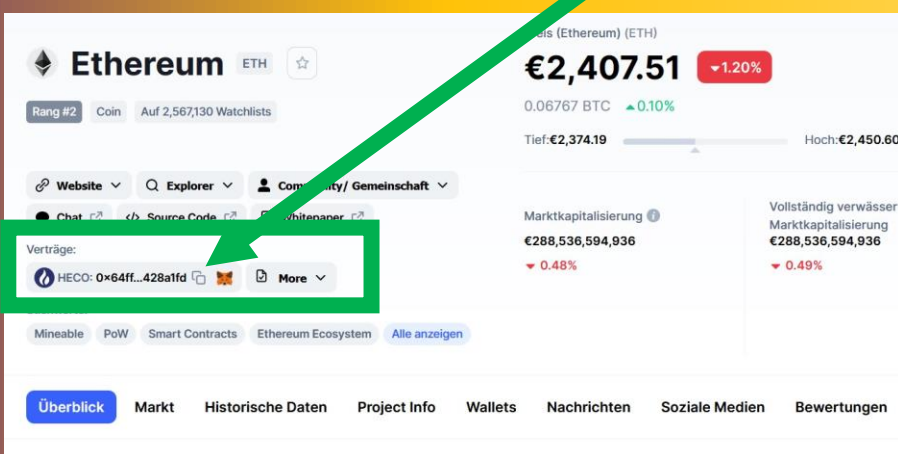 Ethereum ETH
Preis (Ethereum) (ETH)
€2,407.51 1.20%
Rang #2 Coin Auf 2,567,130 Watchlists
0.06767 BTC 0.10%
Tief:€2,374.19 Hoch:€2,450.60
Website Explorer Community/ Gemeinschaft
Chat Source Code Whitepaper
Marktkapitalisierung
€288,536,594,936
0.48%
Vollständig verwässer
Marktkapitalisierung
€288,536,594,936
0.49%
Verträge:
HECO: 0x64ff...428a1fd More
Mineable PoW Smart Contracts Ethereum Ecosystem Alle anzeigen
Überblick Markt Historische Daten Project Info Wallets Nachrichten Soziale Medien Bewertungen